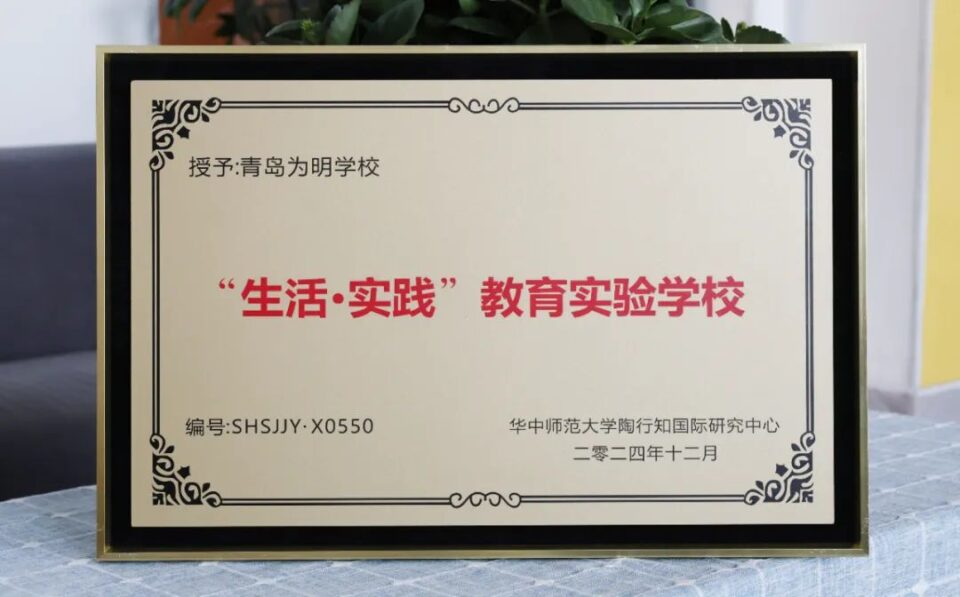 授予:青岛为明学校
“生活·实践”教育实验学校
编号:SHSJJY·X0550
华中师范大学陶行知国际研究中心
二零二四年十二月